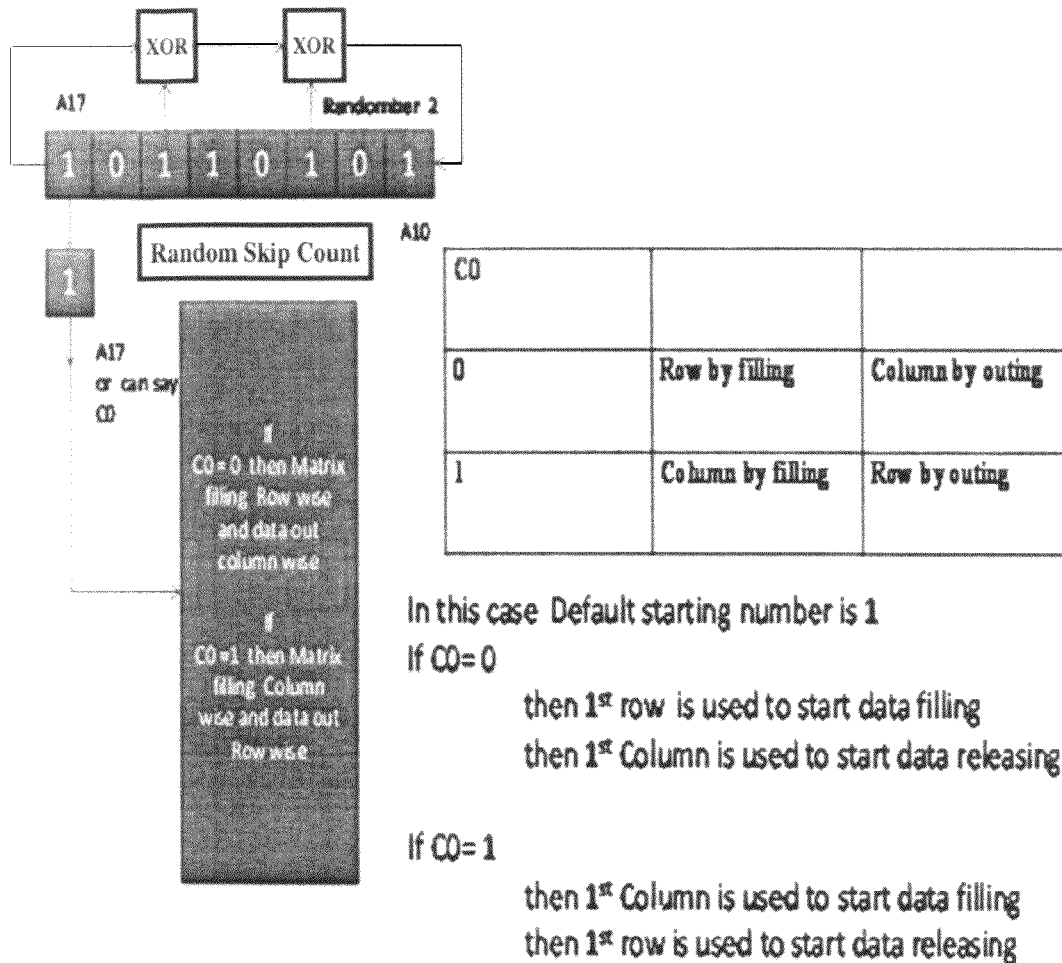 XOR XOR
A17 Randomber 2
1 0 1 1 0 1 0 1
Random Skip Count
A10
1
A17
or can say
C0
If
C0= 0 then Matrix
filling Row wise
and data out
column wise
If
C0 =1 then Matrix
filling Column
wise and data out
Row wise
C0
0 Row by filling Column by outing
1 Column by filling Row by outing
In this case Default starting number is 1
If C0= 0
then 1st row is used to start data filling
then 1st Column is used to start data releasing
If C0= 1
then 1st Column is used to start data filling
then 1st row is used to start data releasing